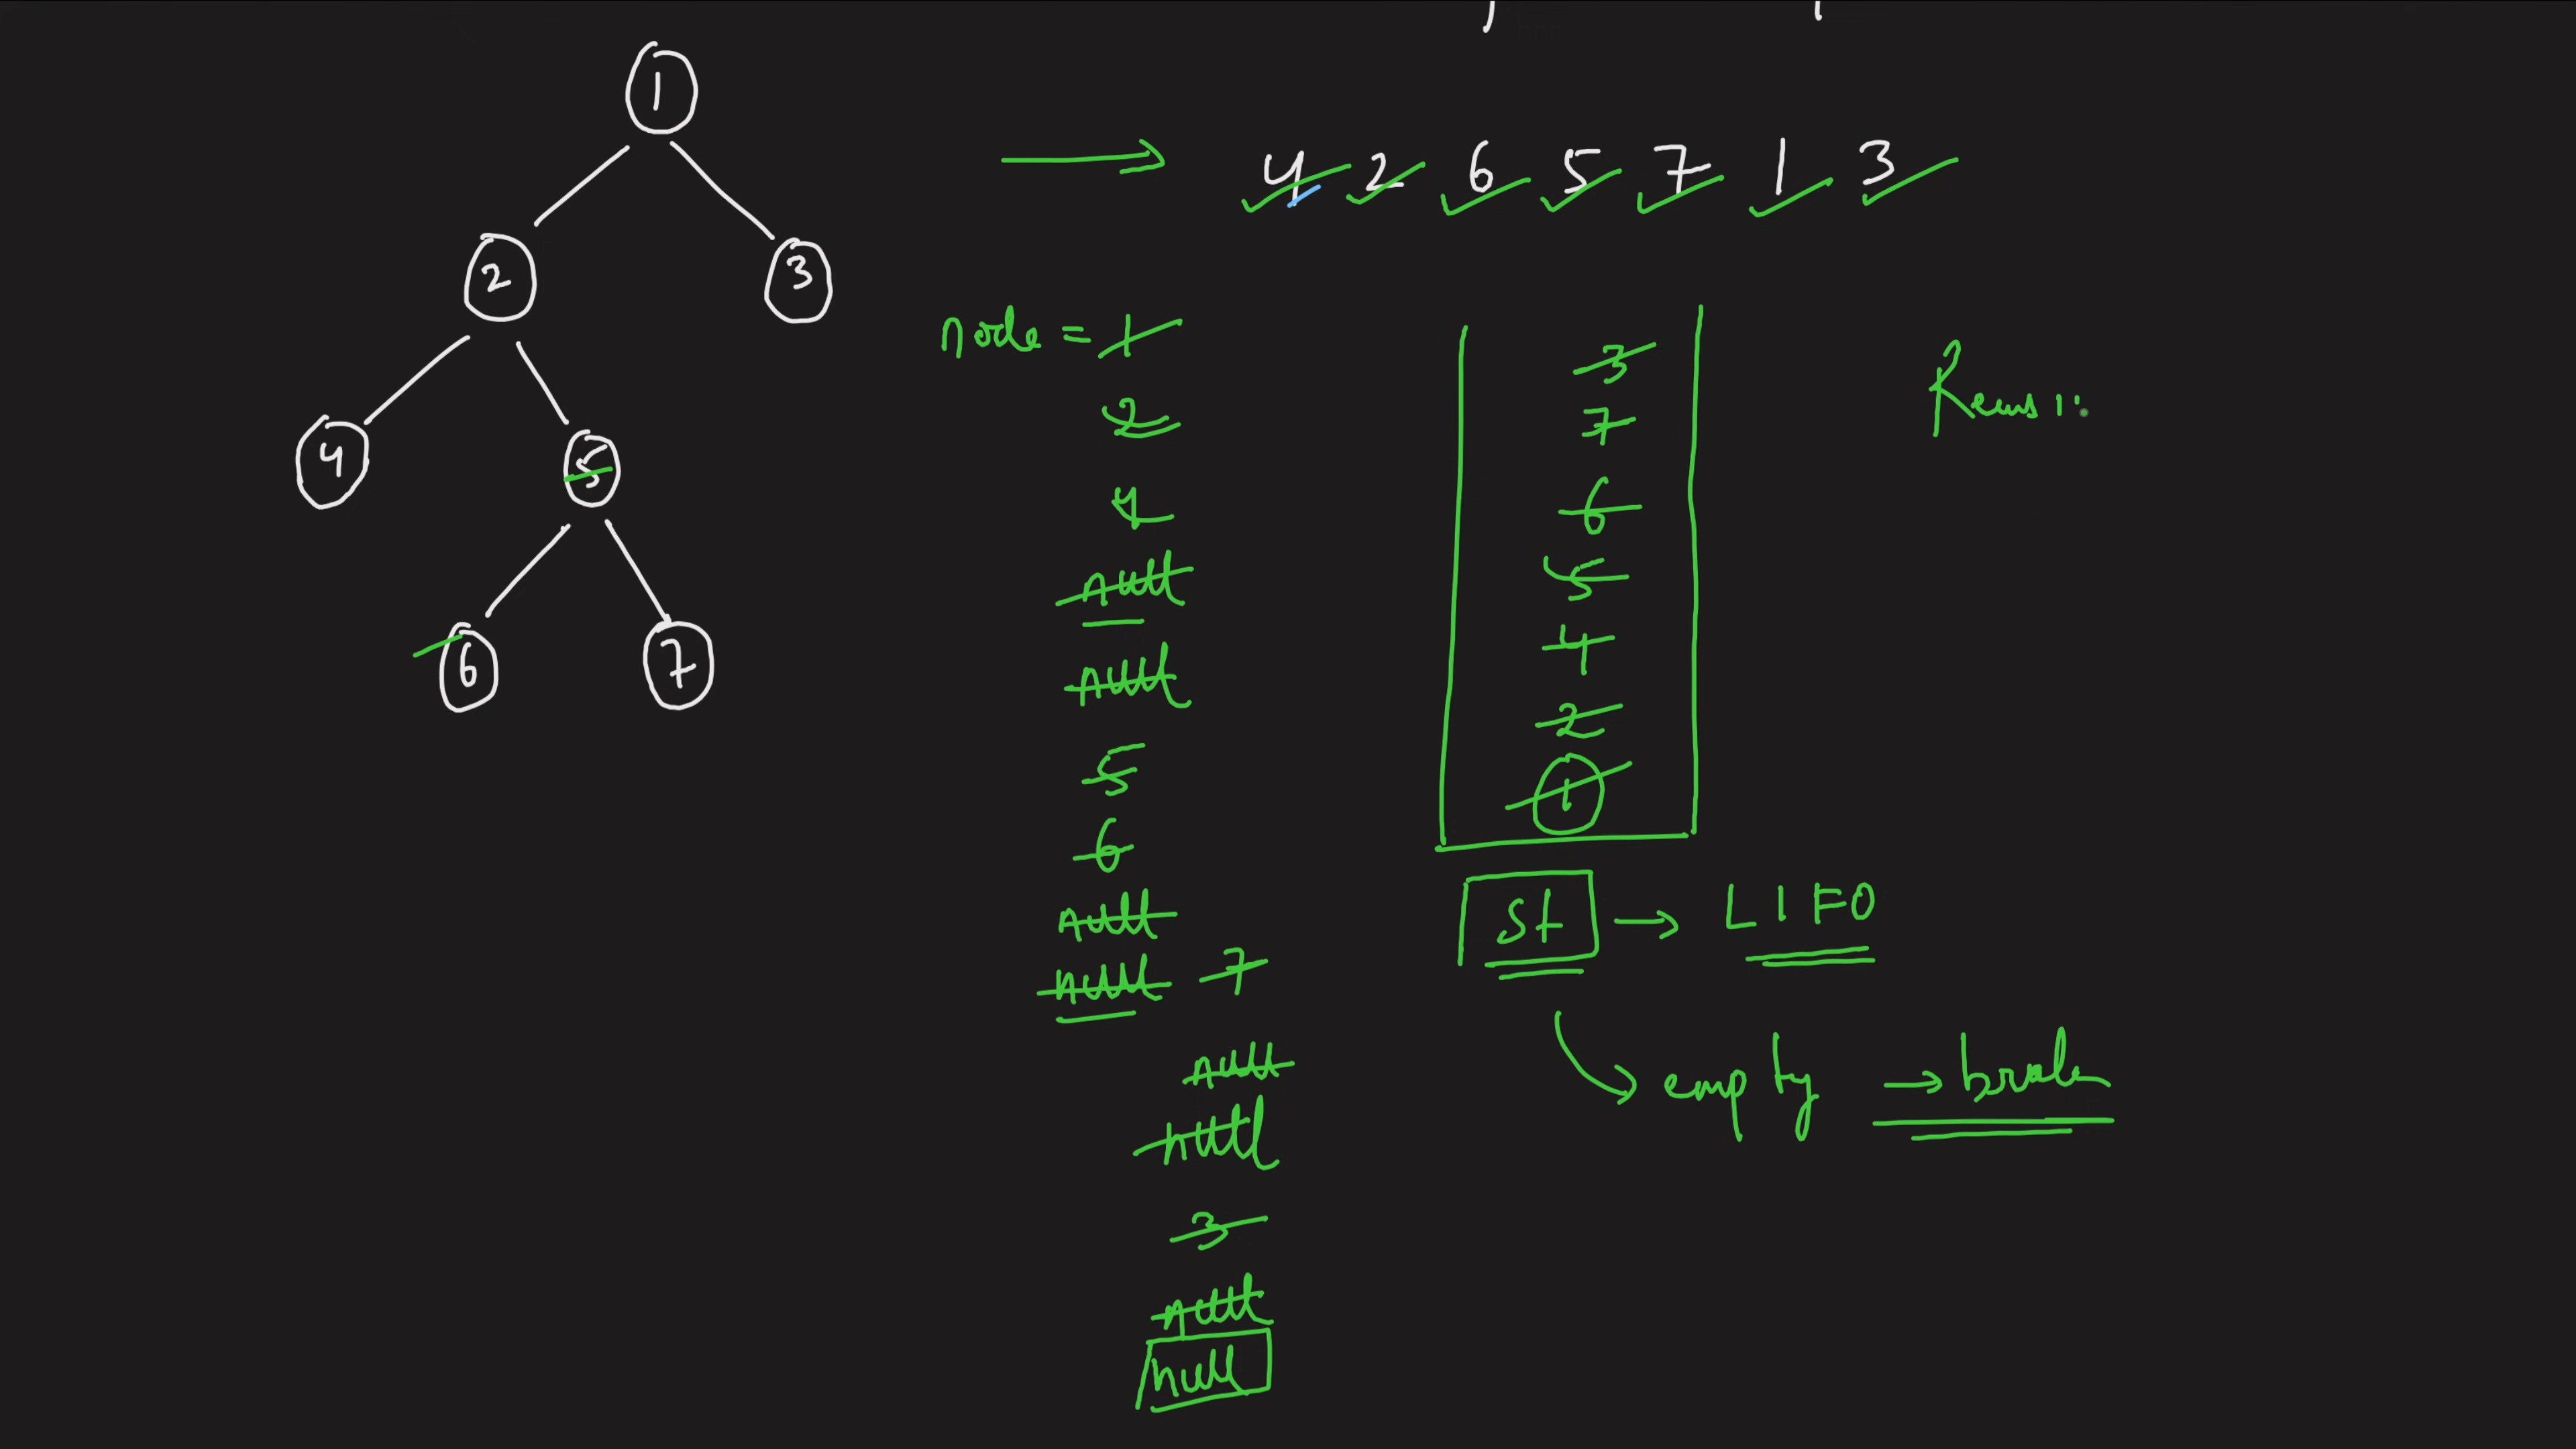 1
2 3
4 5
6 7
→ 4 2 6 5 7 1 3
node = 1
2
4
null
null
5
6
null
null 7
null
null
3
null
null
3
7
6
5
4
2
1
st → LIFO
empty → break